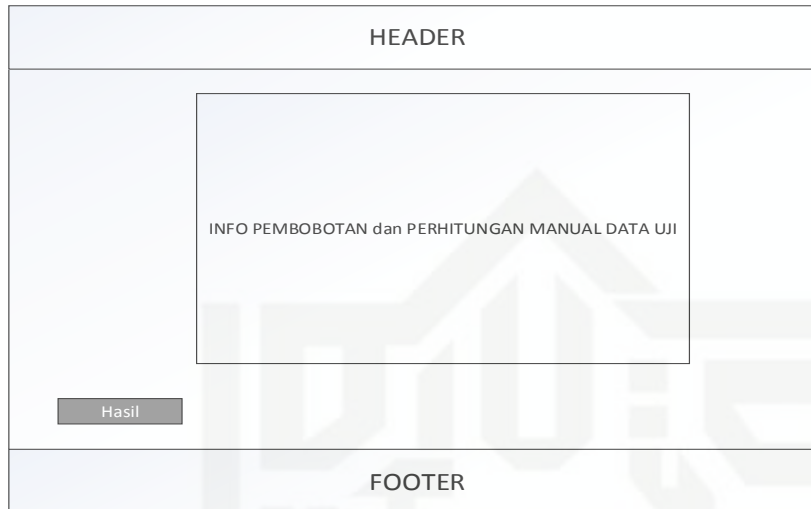 HEADER
INFO PEMBOBOTAN dan PERHITUNGAN MANUAL DATA UJI
Hasil
FOOTER